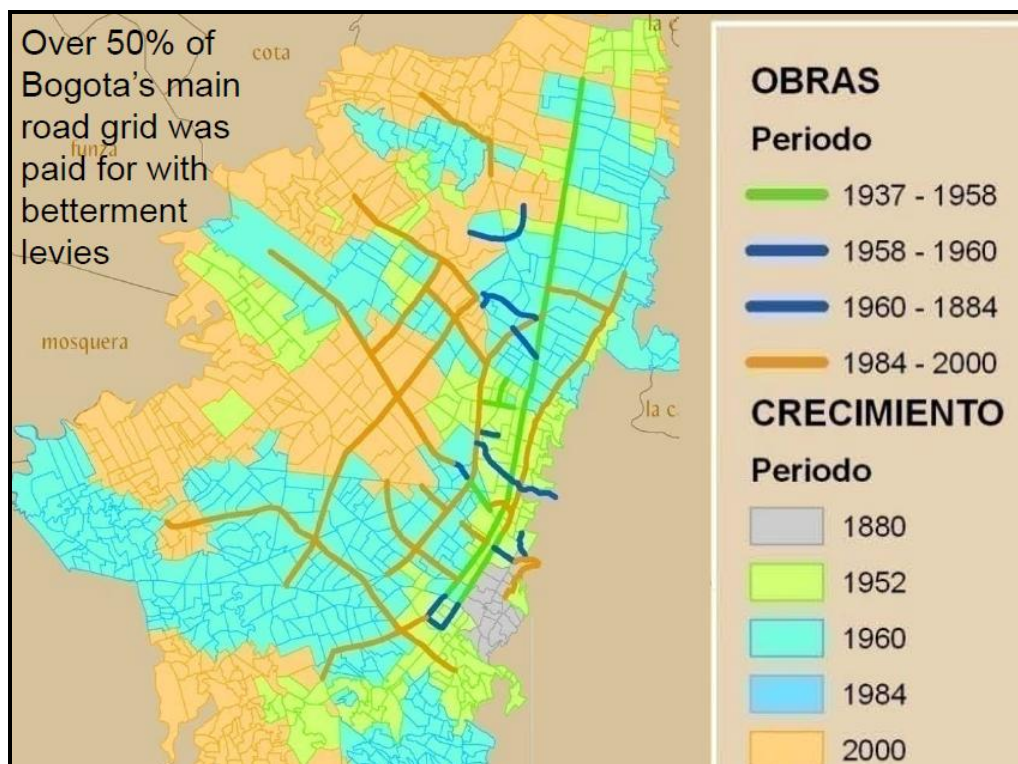 Over 50% of
Bogota's main
road grid was
paid for with
betterment
levies
cota
funza
mosquera
la c
la c
OBRAS
Periodo
1937 - 1958
1958 - 1960
1960 - 1884
1984 - 2000
CRECIMIENTO
Periodo
1880
1952
1960
1984
2000